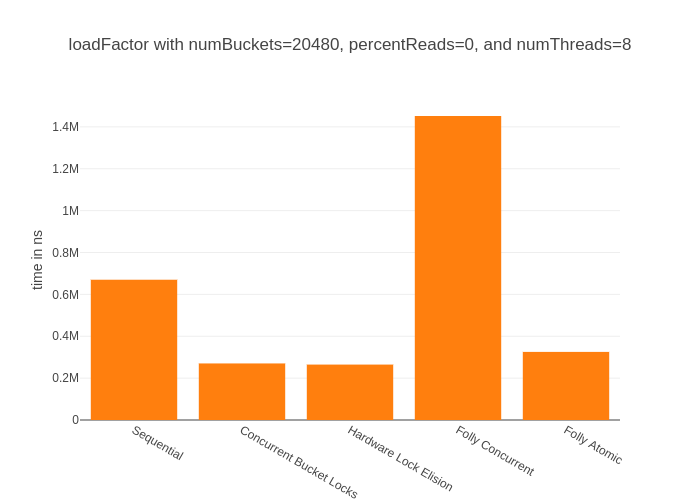 loadFactor with numBuckets=20480, percentReads=0, and numThreads=8
time in ns
1.4M
1.2M
1M
0.8M
0.6M
0.4M
0.2M
0
Sequential
Concurrent Bucket Locks
Hardware Lock Elision
Folly Concurrent
Folly Atomic